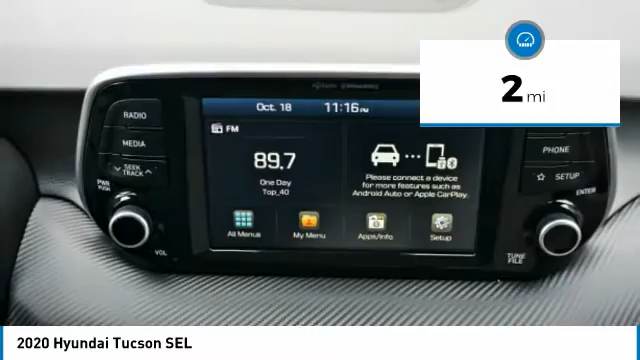 2 mi
Oct. 18 11:16 PM
RADIO
MEDIA
SEEK
TRACK
PWR
PUSH
VOL
FM
89.7
One Day
Top_40
Please connect a device
for more features such as
Android Auto or Apple CarPlay.
All Menus
My Menu
Apps/Info
Setup
PHONE
SETUP
ENTER
TUNE
FILE
2020 Hyundai Tucson SEL